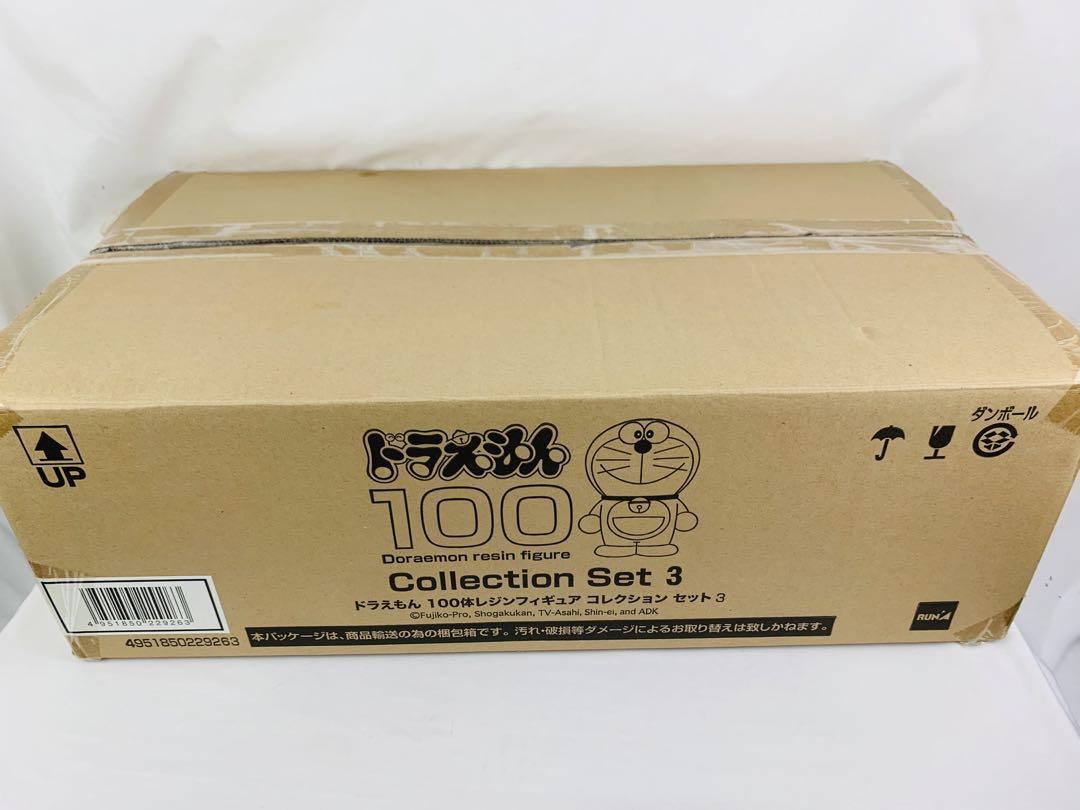 UP
ダンボール
ドラえもん
100
Doraemon resin figure
Collection Set 3
ドラえもん 100体レジンフィギュア コレクション セット3
©Fujiko-Pro, Shogakukan, TV-Asahi, Shin-ei, and ADK
本パッケージは、商品輸送の為の梱包箱です。汚れ・破損等ダメージによるお取り替えは致しかねます。
4 951850 229263
4951850229263
RUN'A